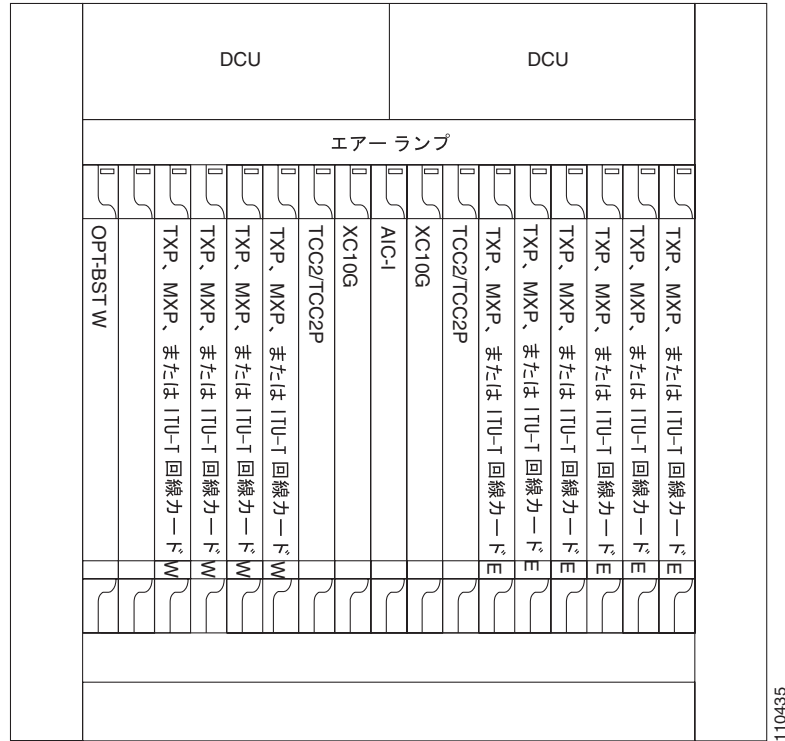 DCU
DCU
エアー ランプ
OPT-BST W
TXP、MXP、または ITU-T 回線カード W
TXP、MXP、または ITU-T 回線カード W
TXP、MXP、または ITU-T 回線カード W
TXP、MXP、または ITU-T 回線カード W
TCC2/TCC2P
XC10G
AIC-I
XC10G
TCC2/TCC2P
TXP、MXP、または ITU-T 回線カード E
TXP、MXP、または ITU-T 回線カード E
TXP、MXP、または ITU-T 回線カード E
TXP、MXP、または ITU-T 回線カード E
TXP、MXP、または ITU-T 回線カード E
TXP、MXP、または ITU-T 回線カード E
110435